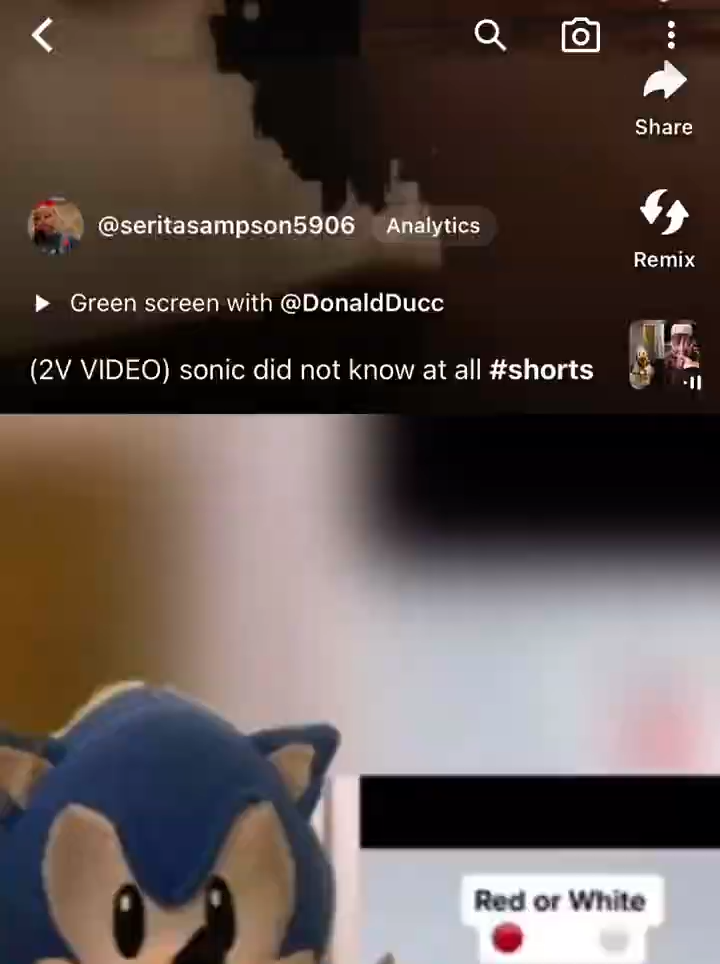 Share
@seritasampson5906 Analytics
Remix
Green screen with @DonaldDucc
(2V VIDEO) sonic did not know at all #shorts
Red or White